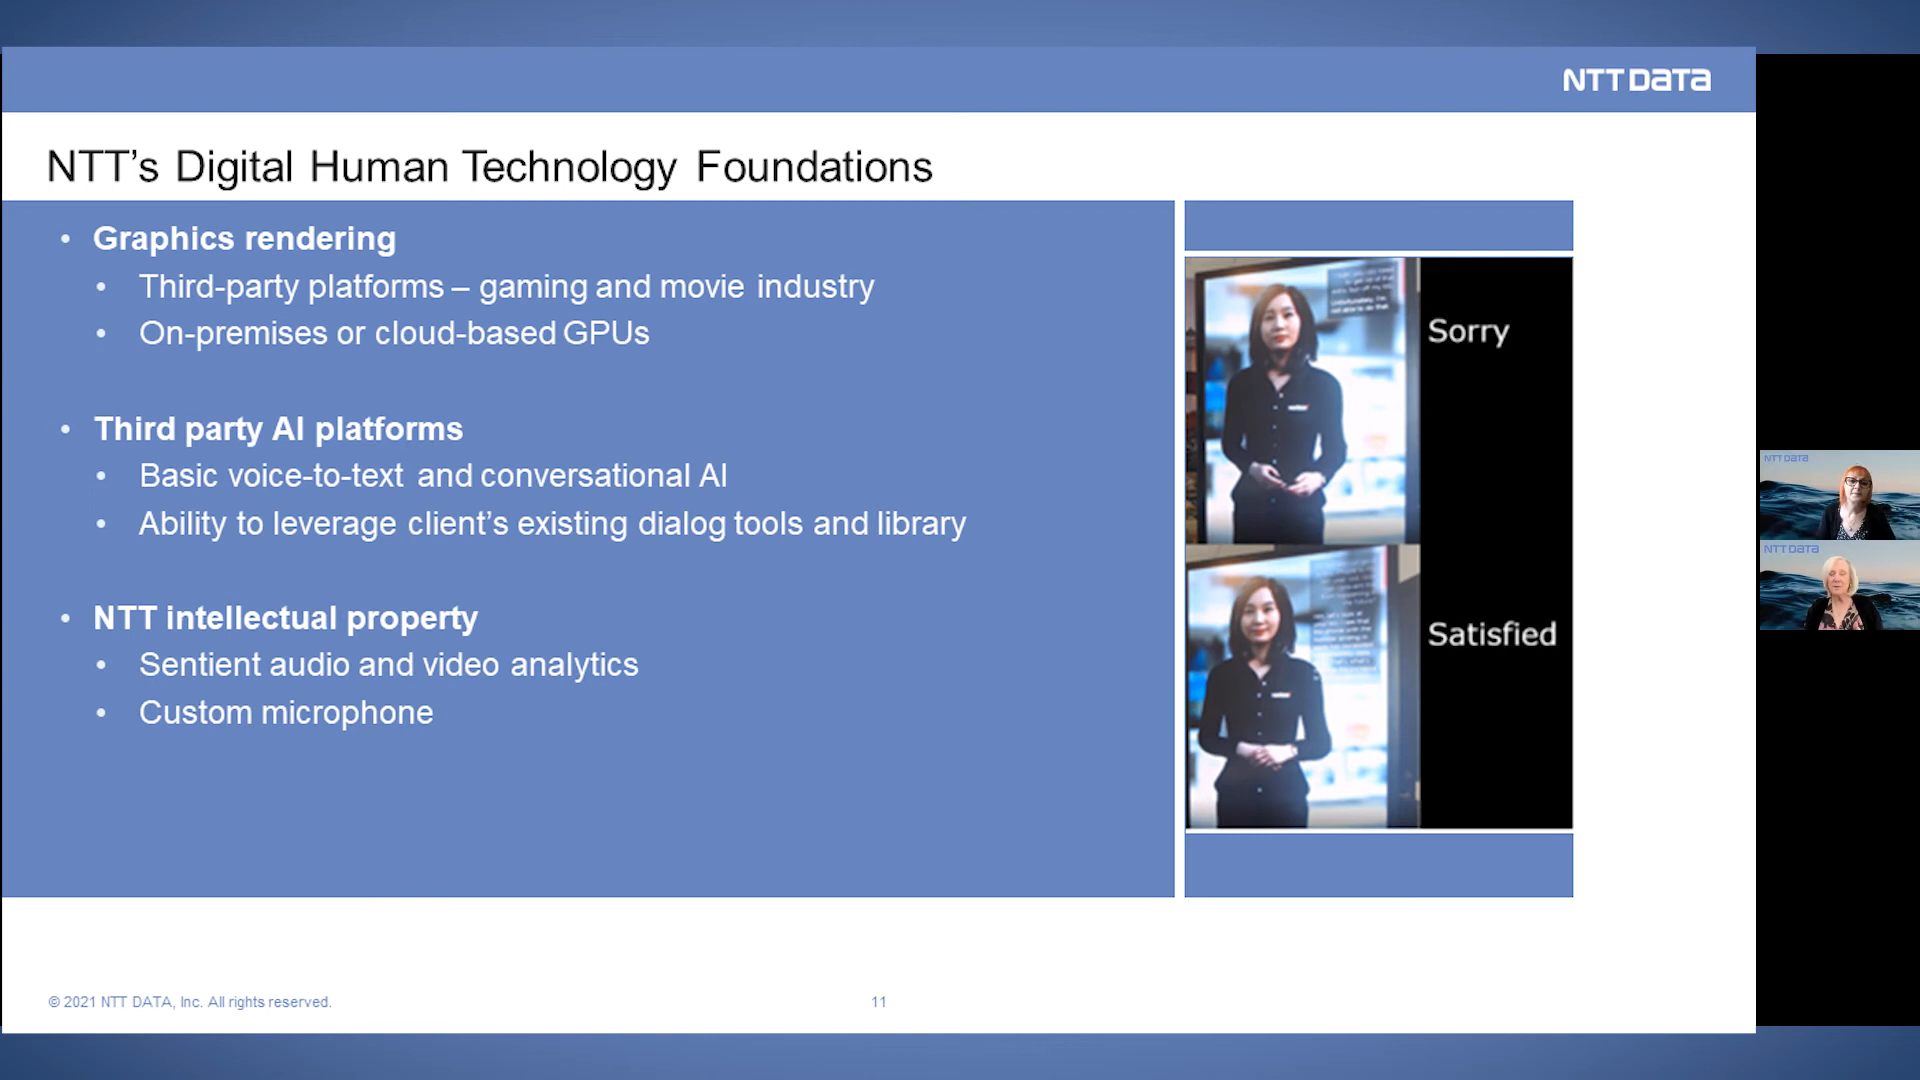 NTT DATA
NTT's Digital Human Technology Foundations
• Graphics rendering
• Third-party platforms – gaming and movie industry
• On-premises or cloud-based GPUs
• Third party AI platforms
• Basic voice-to-text and conversational AI
• Ability to leverage client's existing dialog tools and library
• NTT intellectual property
• Sentient audio and video analytics
• Custom microphone
Sorry
Satisfied
NTT DATA
NTT DATA
© 2021 NTT DATA, Inc. All rights reserved.
11